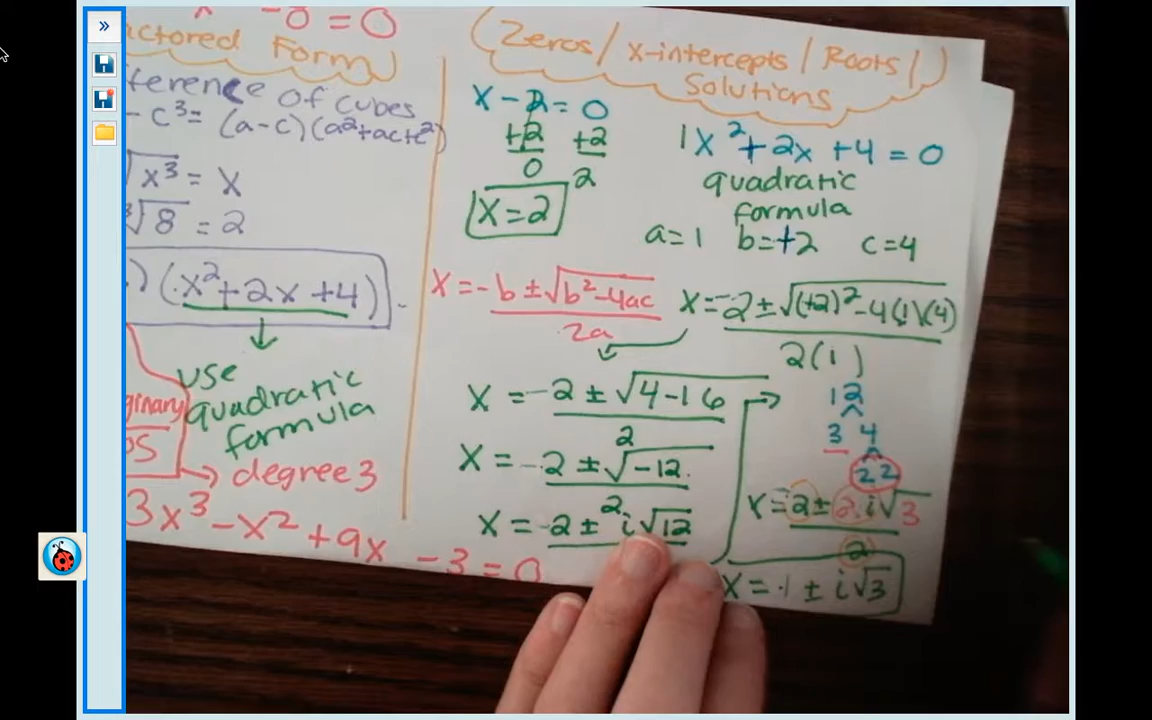 -8 = 0
actored Form
ference of cubes
- c³ = (a-c)(a²+ac+c²)
√x³ = x
³√8 = 2
) (x²+2x+4)
use
quadratic
formula
ginary
degree 3
3x³ - x² + 9x - 3 = 0
(Zeros / x-intercepts / Roots / )
Solutions
x - 2 = 0
+2 +2
0 2
x = 2
1x² + 2x + 4 = 0
quadratic
formula
a = 1 b = +2 c = 4
x = -b ± √b² - 4ac
2a
x = -2 ± √(+2)² - 4(1)(4)
2(1)
x = -2 ± √4 - 16
2
x = -2 ± √-12
2
x = -2 ± i√12
12
3 4
2 2
x = -2 ± 2i√3
2
x = -1 ± i√3